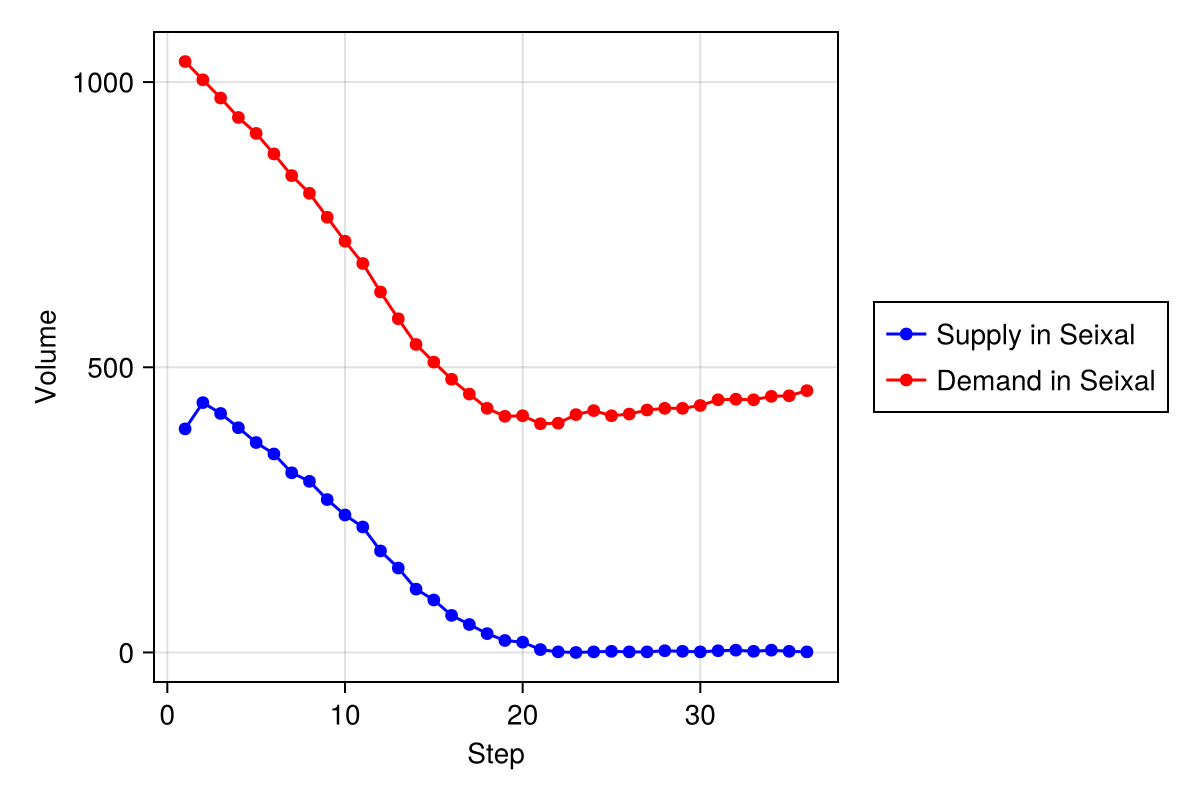 1000
500
0
Volume
0 10 20 30
Step
Supply in Seixal
Demand in Seixal